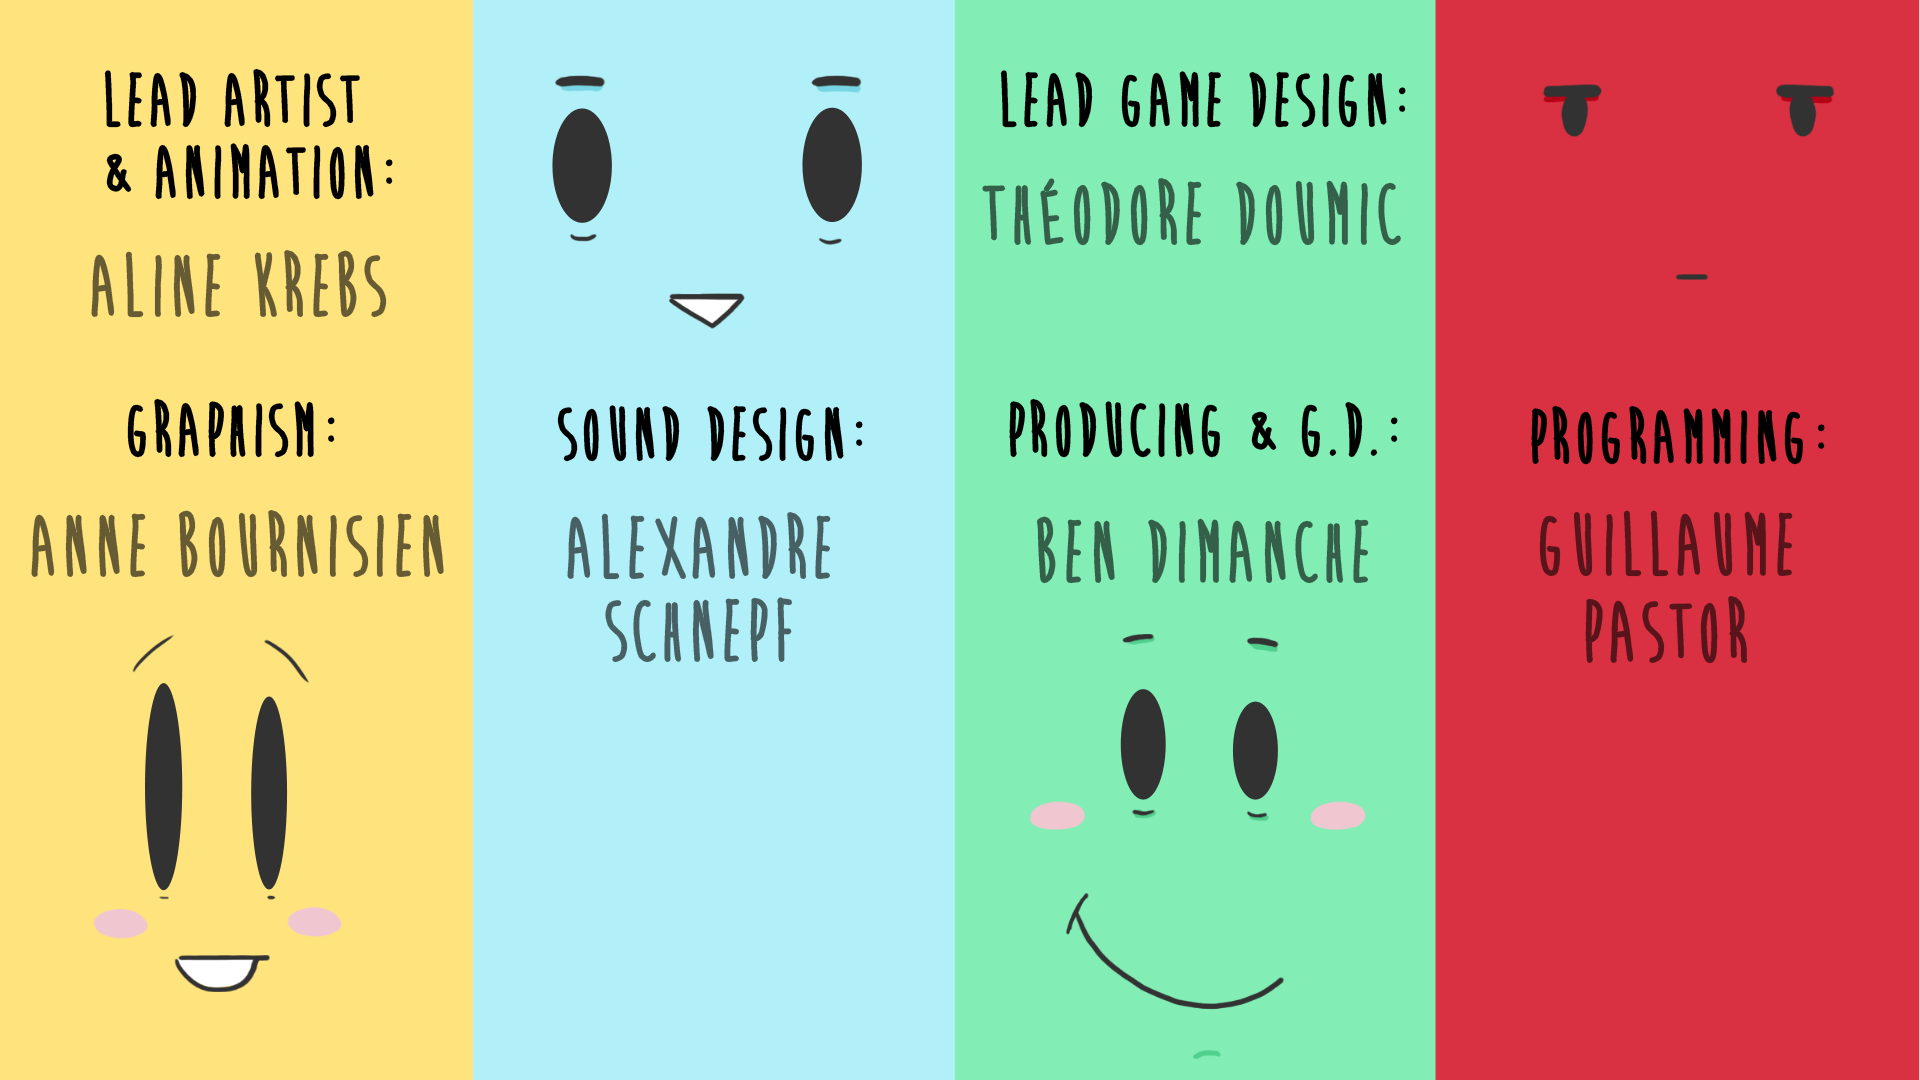 LEAD ARTIST
& ANIMATION:
ALINE KREBS
GRAPHISM:
ANNE BOURNISIEN
SOUND DESIGN:
ALEXANDRE
SCHNEPF
LEAD GAME DESIGN:
THÉODORE DOUMIC
PRODUCING & G.D.:
BEN DIMANCHE
PROGRAMMING:
GUILLAUME
PASTOR